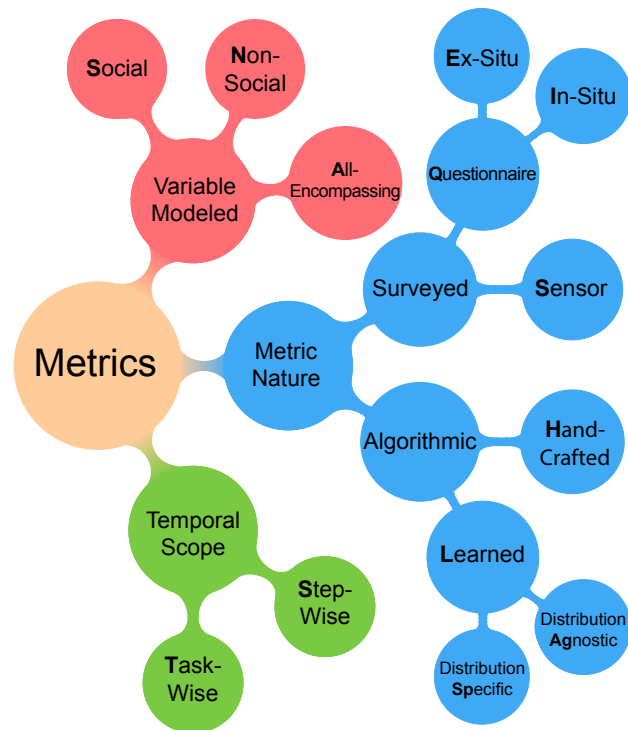 Social
Non-
Social
All-
Encompassing
Variable
Modeled
Ex-Situ
In-Situ
Questionnaire
Surveyed
Sensor
Metrics
Metric
Nature
Algorithmic
Hand-
Crafted
Learned
Distribution
Agnostic
Distribution
Specific
Temporal
Scope
Step-
Wise
Task-
Wise